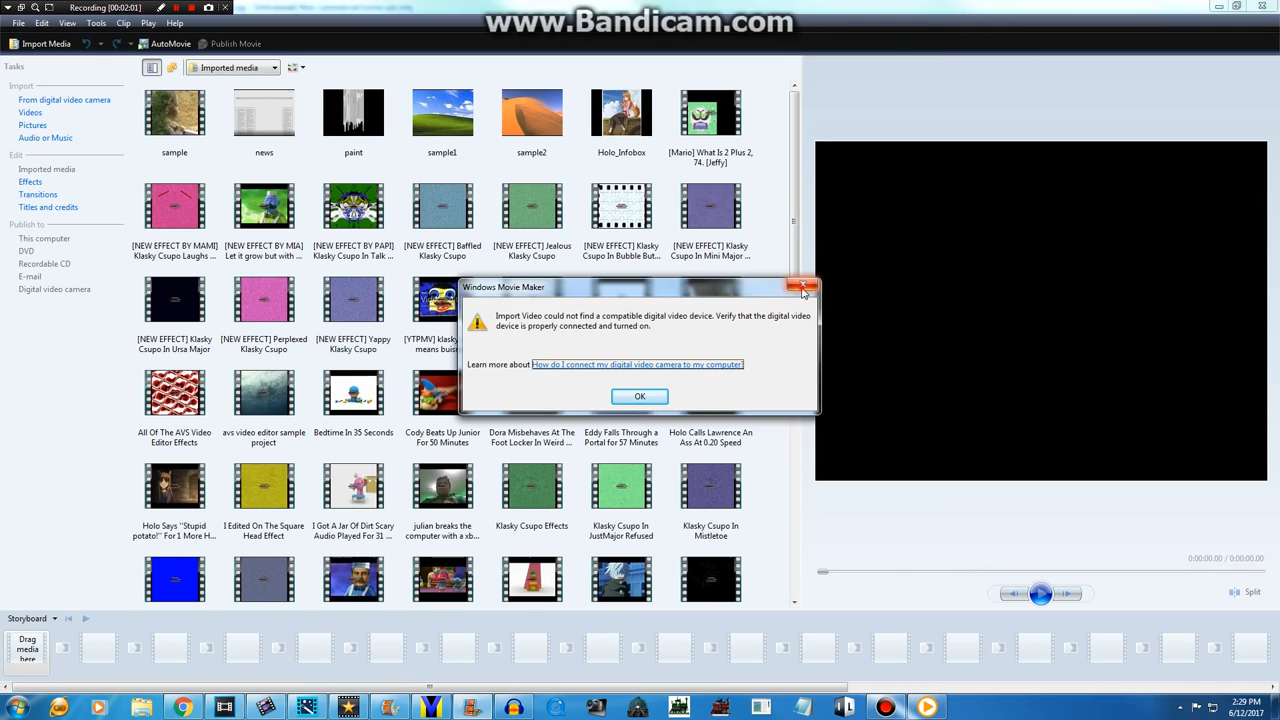 Recording [00:02:01]
www.Bandicam.com
File Edit View Tools Clip Play Help
Import Media AutoMovie Publish Movie
Tasks
Imported media
Import
From digital video camera
Videos
Pictures
Audio or Music
Edit
Imported media
Effects
Transitions
Titles and credits
Publish to
This computer
DVD
Recordable CD
E-mail
Digital video camera
sample news paint sample1 sample2 Holo_Infobox [Mario] What Is 2 Plus 2,
74. [Jeffy]
[NEW EFFECT BY MAMI] [NEW EFFECT BY MIA] [NEW EFFECT BY PAPI] [NEW EFFECT] Baffled [NEW EFFECT] Jealous [NEW EFFECT] Klasky [NEW EFFECT] Klasky
Klasky Csupo Laughs ... Let it grow but with ... Klasky Csupo In Talk ... Klasky Csupo Klasky Csupo Csupo In Bubble But... Csupo In Mini Major ...
[NEW EFFECT] Klasky [NEW EFFECT] Perplexed [NEW EFFECT] Yappy [YTPMV] klasky
Csupo In Ursa Major Klasky Csupo Klasky Csupo means buisn
Windows Movie Maker
Import Video could not find a compatible digital video device. Verify that the digital video
device is properly connected and turned on.
Learn more about How do I connect my digital video camera to my computer?
OK
All Of The AVS Video avs video editor sample Bedtime In 35 Seconds Cody Beats Up Junior Dora Misbehaves At The Eddy Falls Through a Holo Calls Lawrence An
Editor Effects project For 50 Minutes Foot Locker In Weird ... Portal for 57 Minutes Ass At 0.20 Speed
Holo Says ''Stupid I Edited On The Square I Got A Jar Of Dirt Scary julian breaks the Klasky Csupo Effects Klasky Csupo In Klasky Csupo In
potato!'' For 1 More H... Head Effect Audio Played For 31 ... computer with a xb... JustMajor Refused Mistletoe
0:00:00.00 / 0:00:00.00
Split
Storyboard
Drag
media
here
2:29 PM
6/12/2017